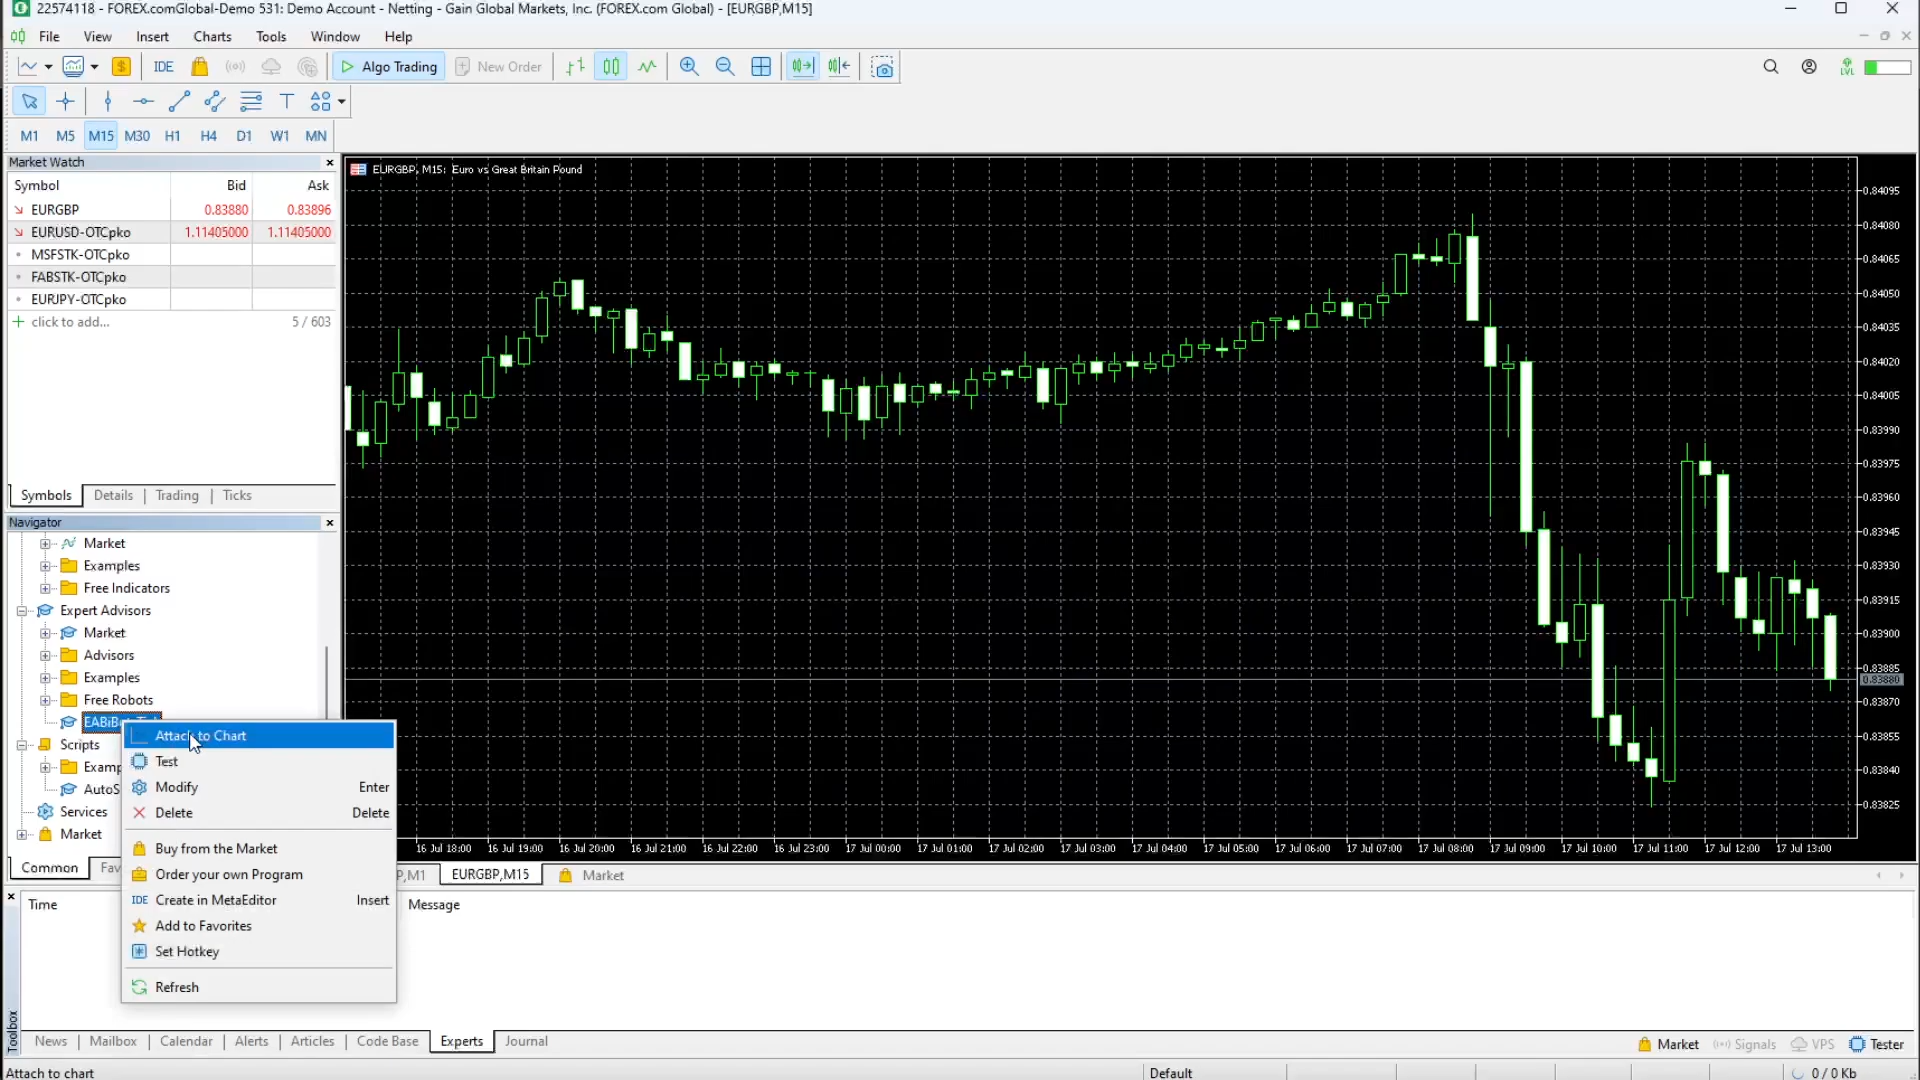 22574118 - FOREX.comGlobal-Demo 531: Demo Account - Netting - Gain Global Markets, Inc. (FOREX.com Global) - [EURGBP,M15]
File View Insert Charts Tools Window Help
$ IDE Algo Trading New Order LVL
T
M1 M5 M15 M30 H1 H4 D1 W1 MN
Market Watch
Symbol Bid Ask
EURGBP 0.83880 0.83896
EURUSD-OTCpko 1.11405000 1.11405000
MSFSTK-OTCpko
FABSTK-OTCpko
EURJPY-OTCpko
click to add... 5 / 603
Symbols Details Trading Ticks
Navigator
Market
Examples
Free Indicators
Expert Advisors
Market
Advisors
Examples
Free Robots
Scripts
Services
Market
Common
Attach to Chart
Test
Modify Enter
Delete Delete
Buy from the Market
Order your own Program
IDE Create in MetaEditor Insert
Add to Favorites
Set Hotkey
Refresh
EURGBP, M15: Euro vs Great Britain Pound
0.84095
0.84080
0.84065
0.84050
0.84035
0.84020
0.84005
0.83990
0.83975
0.83960
0.83945
0.83930
0.83915
0.83900
0.83885
0.83880
0.83870
0.83855
0.83840
0.83825
16 Jul 18:00 16 Jul 19:00 16 Jul 20:00 16 Jul 21:00 16 Jul 22:00 16 Jul 23:00 17 Jul 00:00 17 Jul 01:00 17 Jul 02:00 17 Jul 03:00 17 Jul 04:00 17 Jul 05:00 17 Jul 06:00 17 Jul 07:00 17 Jul 08:00 17 Jul 09:00 17 Jul 10:00 17 Jul 11:00 17 Jul 12:00 17 Jul 13:00
P,M1 EURGBP,M15 Market
Time Message
Toolbox
News Mailbox Calendar Alerts Articles Code Base Experts Journal
Market Signals VPS Tester
Attach to chart Default 0 / 0 Kb